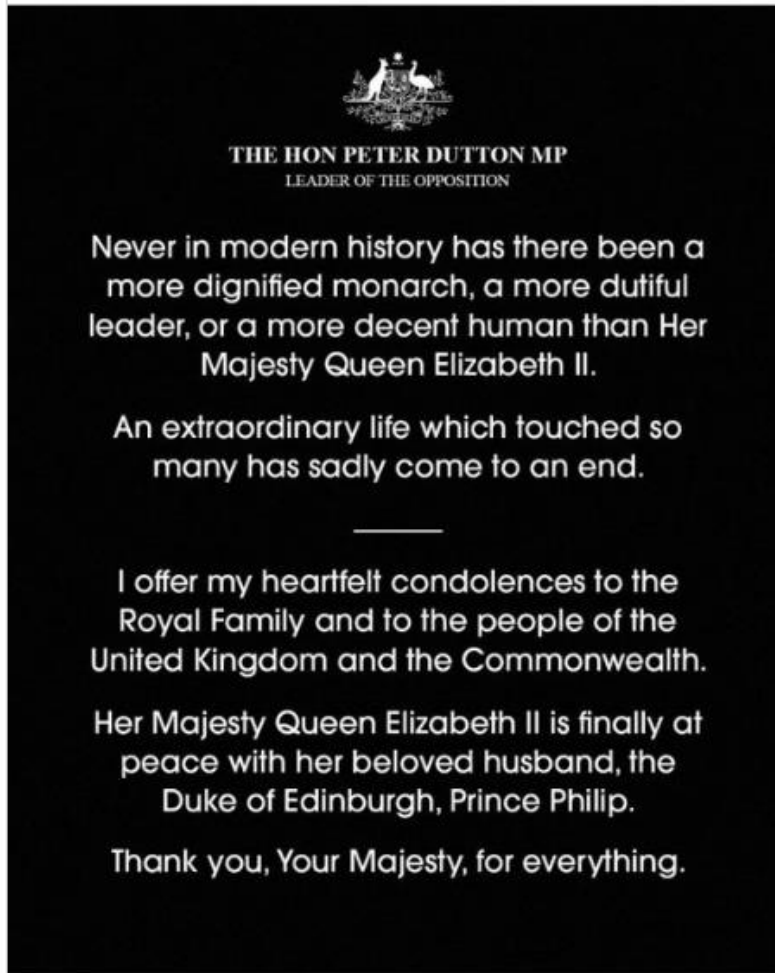 THE HON PETER DUTTON MP
LEADER OF THE OPPOSITION
Never in modern history has there been a
more dignified monarch, a more dutiful
leader, or a more decent human than Her
Majesty Queen Elizabeth II.
An extraordinary life which touched so
many has sadly come to an end.
I offer my heartfelt condolences to the
Royal Family and to the people of the
United Kingdom and the Commonwealth.
Her Majesty Queen Elizabeth II is finally at
peace with her beloved husband, the
Duke of Edinburgh, Prince Philip.
Thank you, Your Majesty, for everything.